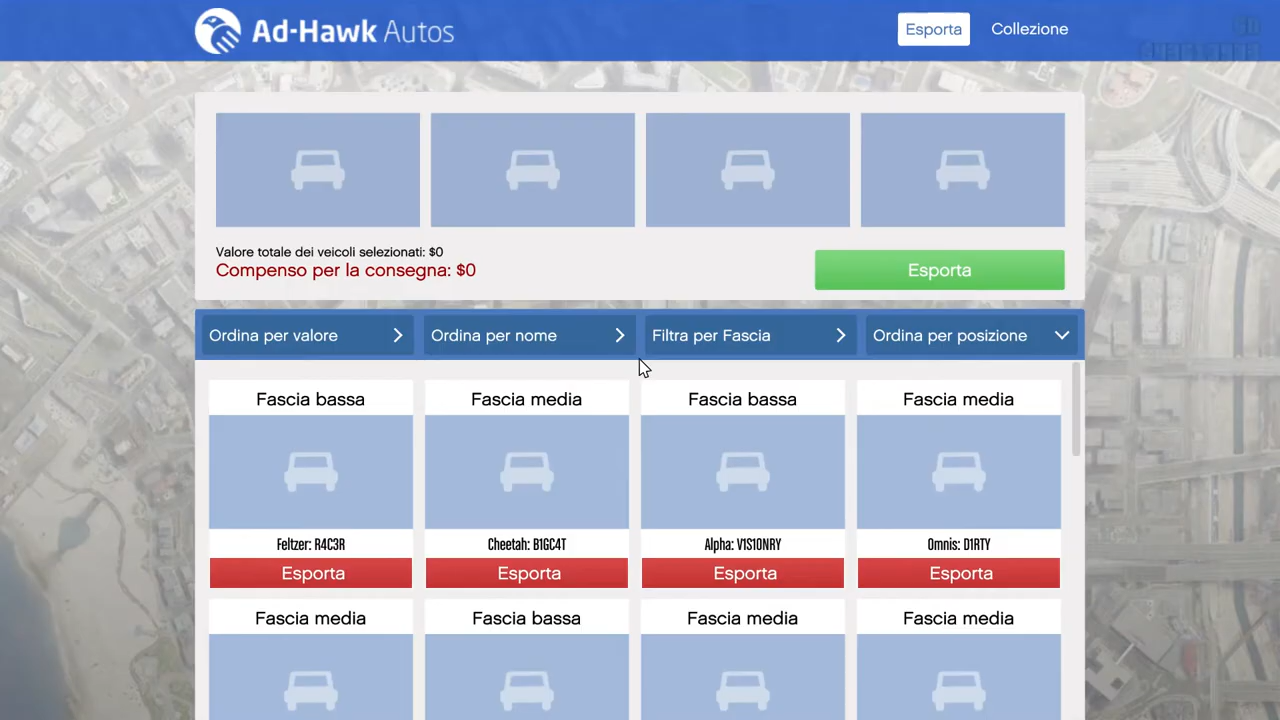 Ad-Hawk Autos
Esporta
Collezione
Valore totale dei veicoli selezionati: $0
Compenso per la consegna: $0
Esporta
Ordina per valore
Ordina per nome
Filtra per Fascia
Ordina per posizione
Fascia bassa
Fascia media
Fascia bassa
Fascia media
Feltzer: R4C3R
Cheetah: B1GC4T
Alpha: V1S10NRY
Omnis: D1RTY
Esporta
Esporta
Esporta
Esporta
Fascia media
Fascia bassa
Fascia media
Fascia media